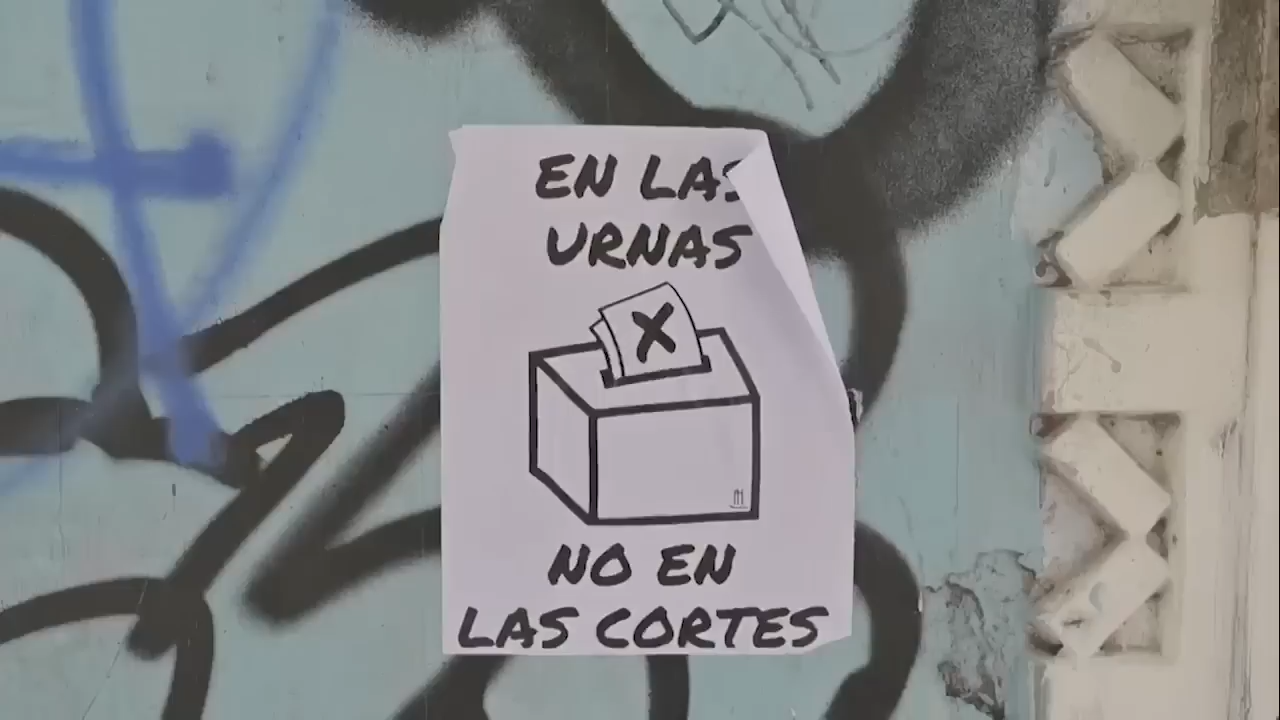 EN LAS
URNAS
X
NO EN
LAS CORTES